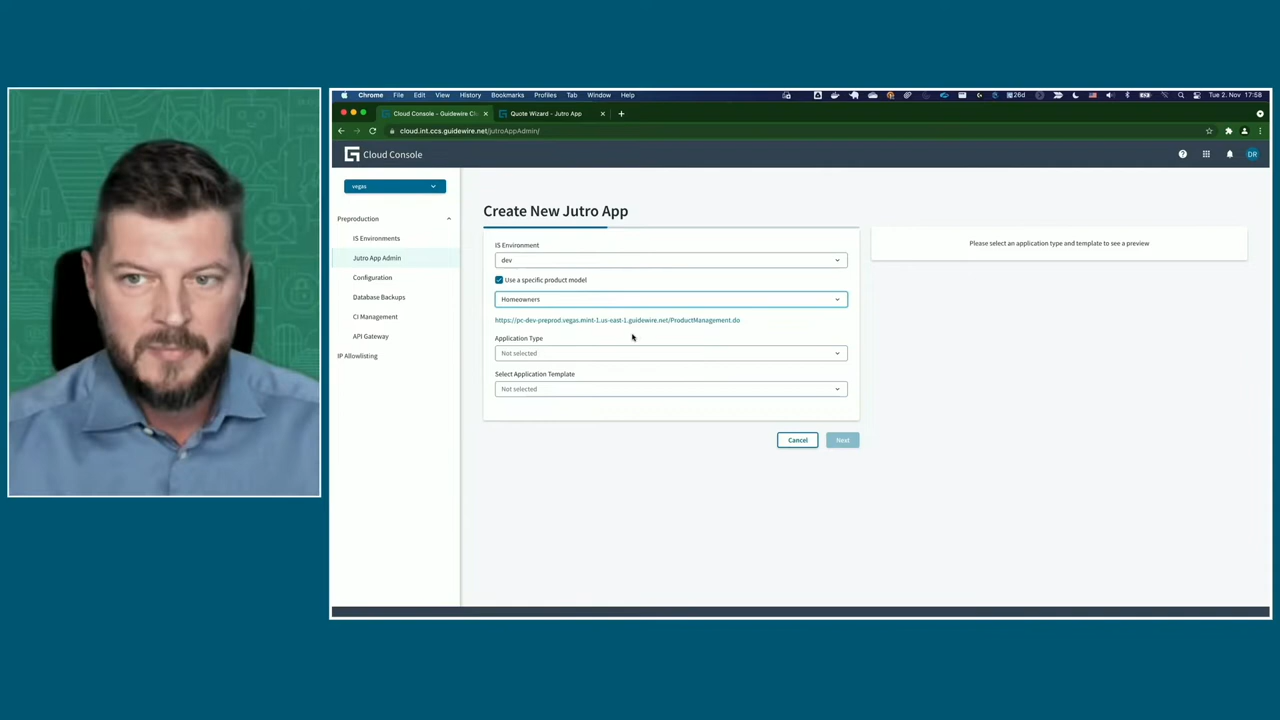 Chrome File Edit View History Bookmarks Profiles Tab Window Help
26d
Tue 2. Nov 17:58
Cloud Console - Guidewire Cl
Quote Wizard - Jutro App
cloud.int.ccs.guidewire.net/jutroAppAdmin/
Cloud Console
DR
vegas
Preproduction
IS Environments
Jutro App Admin
Configuration
Database Backups
CI Management
API Gateway
IP Allowlisting
Create New Jutro App
IS Environment
dev
Use a specific product model
Homeowners
https://pc-dev-preprod.vegas.mint-1.us-east-1.guidewire.net/ProductManagement.do
Application Type
Not selected
Select Application Template
Not selected
Cancel
Next
Please select an application type and template to see a preview